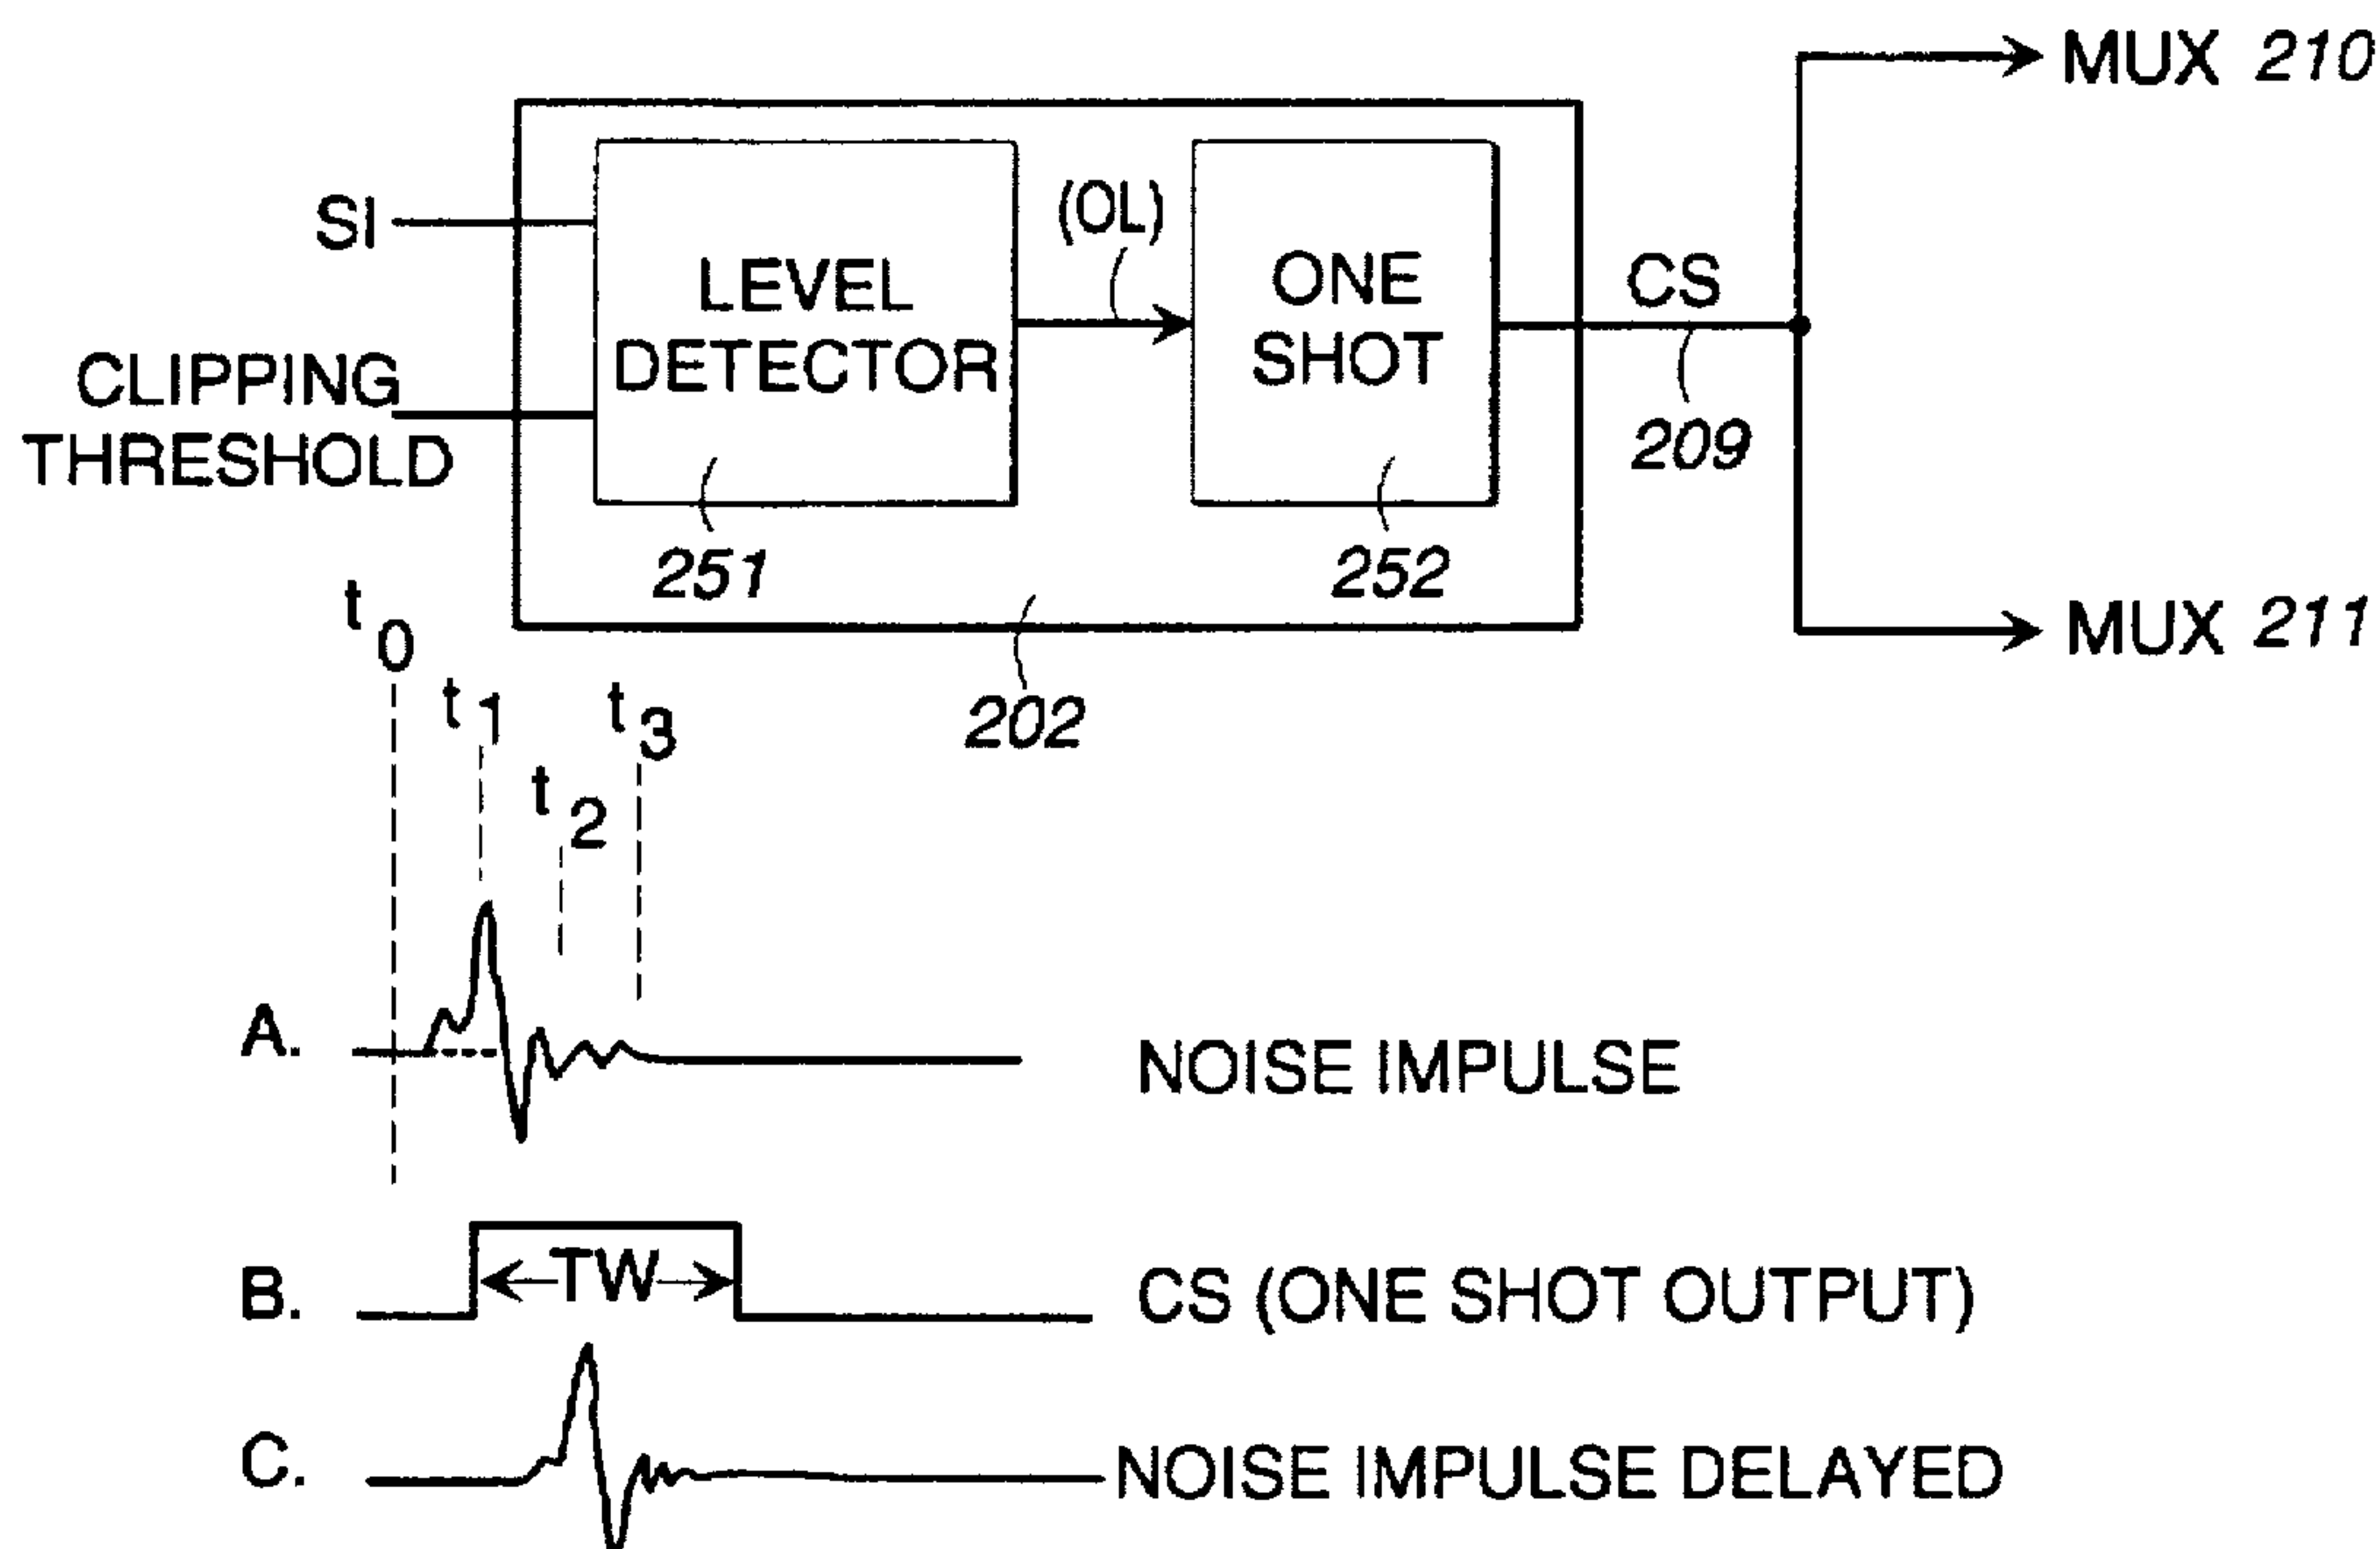 MUX 210
SI
(OL)
LEVEL
DETECTOR
ONE
SHOT
CS
CLIPPING
THRESHOLD
209
251
252
202
MUX 211
t0
t1
t2
t3
A.
NOISE IMPULSE
B.
TW
CS (ONE SHOT OUTPUT)
C.
NOISE IMPULSE DELAYED